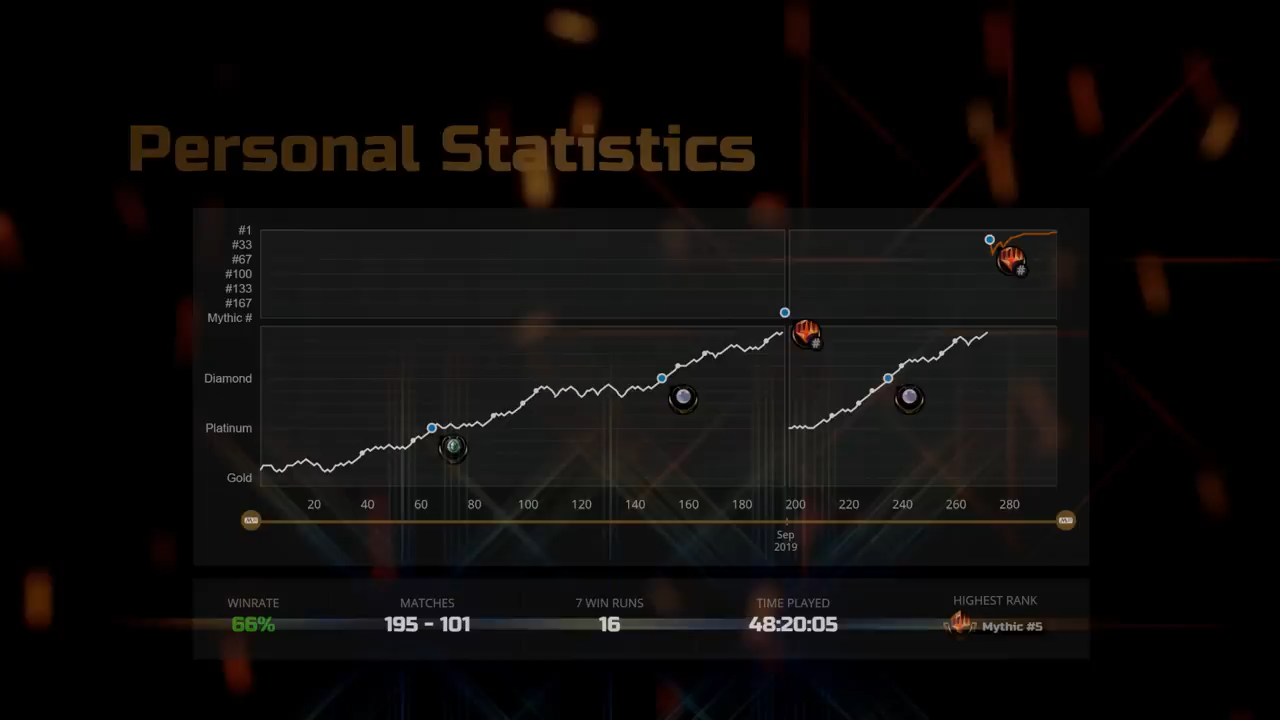 Personal Statistics
#1
#33
#67
#100
#133
#167
Mythic #
Diamond
Platinum
Gold
20 40 60 80 100 120 140 160 180 200 220 240 260 280
Sep
2019
WINRATE MATCHES 7 WIN RUNS TIME PLAYED HIGHEST RANK
66% 195 - 101 16 48:20:05 Mythic #5